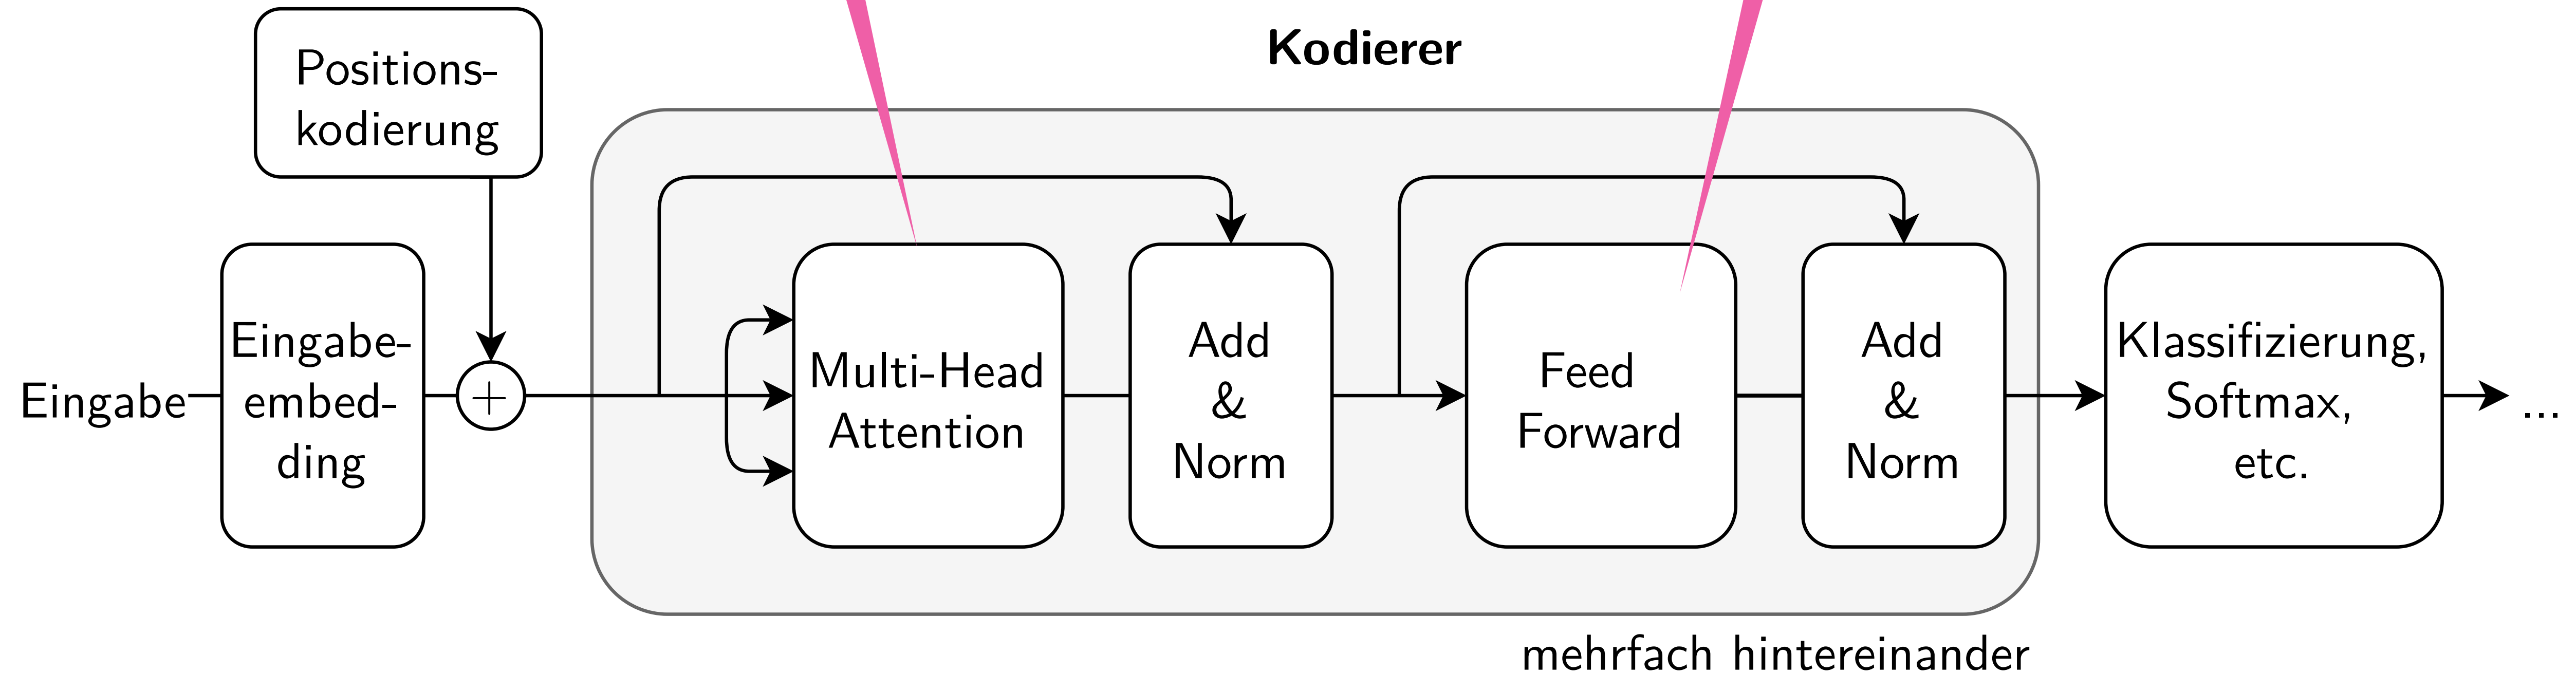 Positions-
kodierung
Kodierer
Eingabe
Eingabe-
embed-
ding
+
Multi-Head
Attention
Add
&
Norm
Feed
Forward
Add
&
Norm
Klassifizierung,
Softmax,
etc.
...
mehrfach hintereinander